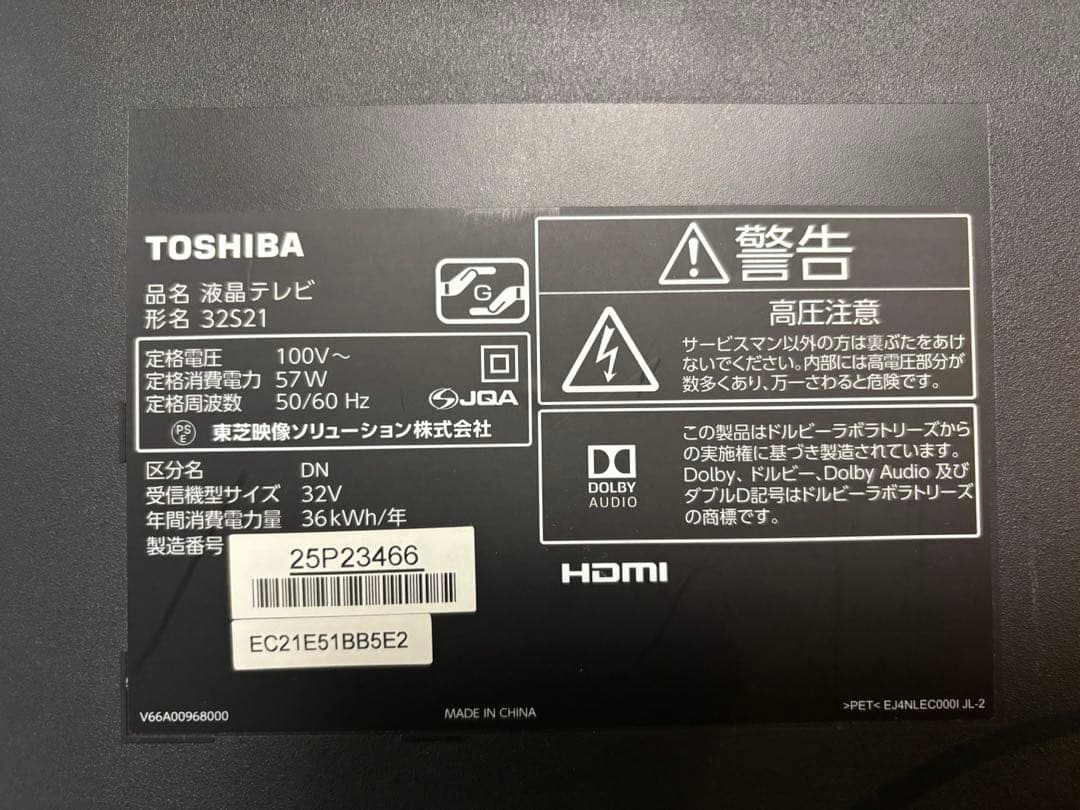 TOSHIBA
品名 液晶テレビ
形名 32S21
G
定格電圧 100V～
定格消費電力 57W
定格周波数 50/60 Hz
JQA
PS
E
東芝映像ソリューション株式会社
区分名 DN
受信機型サイズ 32V
年間消費電力量 36kWh/年
製造番号
25P23466
EC21E51BB5E2
V66A00968000
警告
高圧注意
サービスマン以外の方は裏ぶたをあけ
ないでください。内部には高電圧部分が
数多くあり、万一さわると危険です。
DOLBY
AUDIO
この製品はドルビーラボラトリーズから
の実施権に基づき製造されています。
Dolby、ドルビー、Dolby Audio 及び
ダブルD記号はドルビーラボラトリーズ
の商標です。
HDMI
MADE IN CHINA
>PET< EJ4NLEC000I JL-2